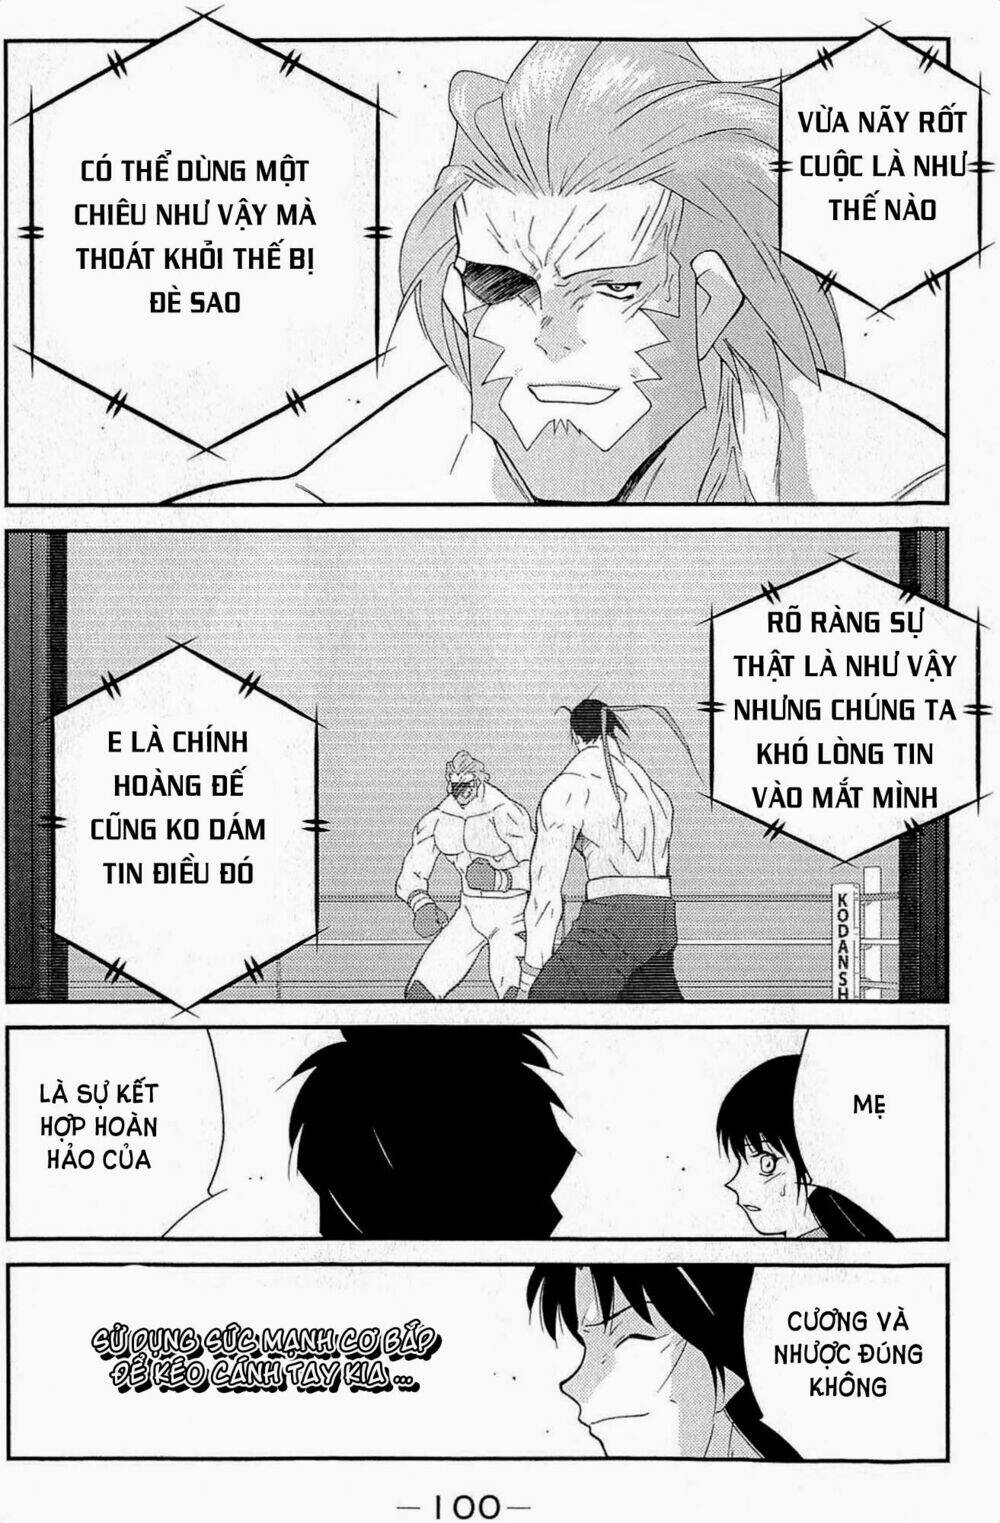 VỪA NÃY RỐT
CUỘC LÀ NHƯ
THẾ NÀO
CÓ THỂ DÙNG MỘT
CHIÊU NHƯ VẬY MÀ
THOÁT KHỎI THẾ BỊ
ĐÈ SAO
RÕ RÀNG SỰ
THẬT LÀ NHƯ VẬY
NHƯNG CHÚNG TA
KHÓ LÒNG TIN
VÀO MẮT MÌNH
E LÀ CHÍNH
HOÀNG ĐẾ
CŨNG KO DÁM
TIN ĐIỀU ĐÓ
KODANSH
MẸ
LÀ SỰ KẾT
HỢP HOÀN
HẢO CỦA
CƯƠNG VÀ
NHƯỢC ĐÚNG
KHÔNG
SỬ DỤNG SỨC MẠNH CƠ BẮP
ĐỂ KÉO CÁNH TAY KIA ...
— 100 —